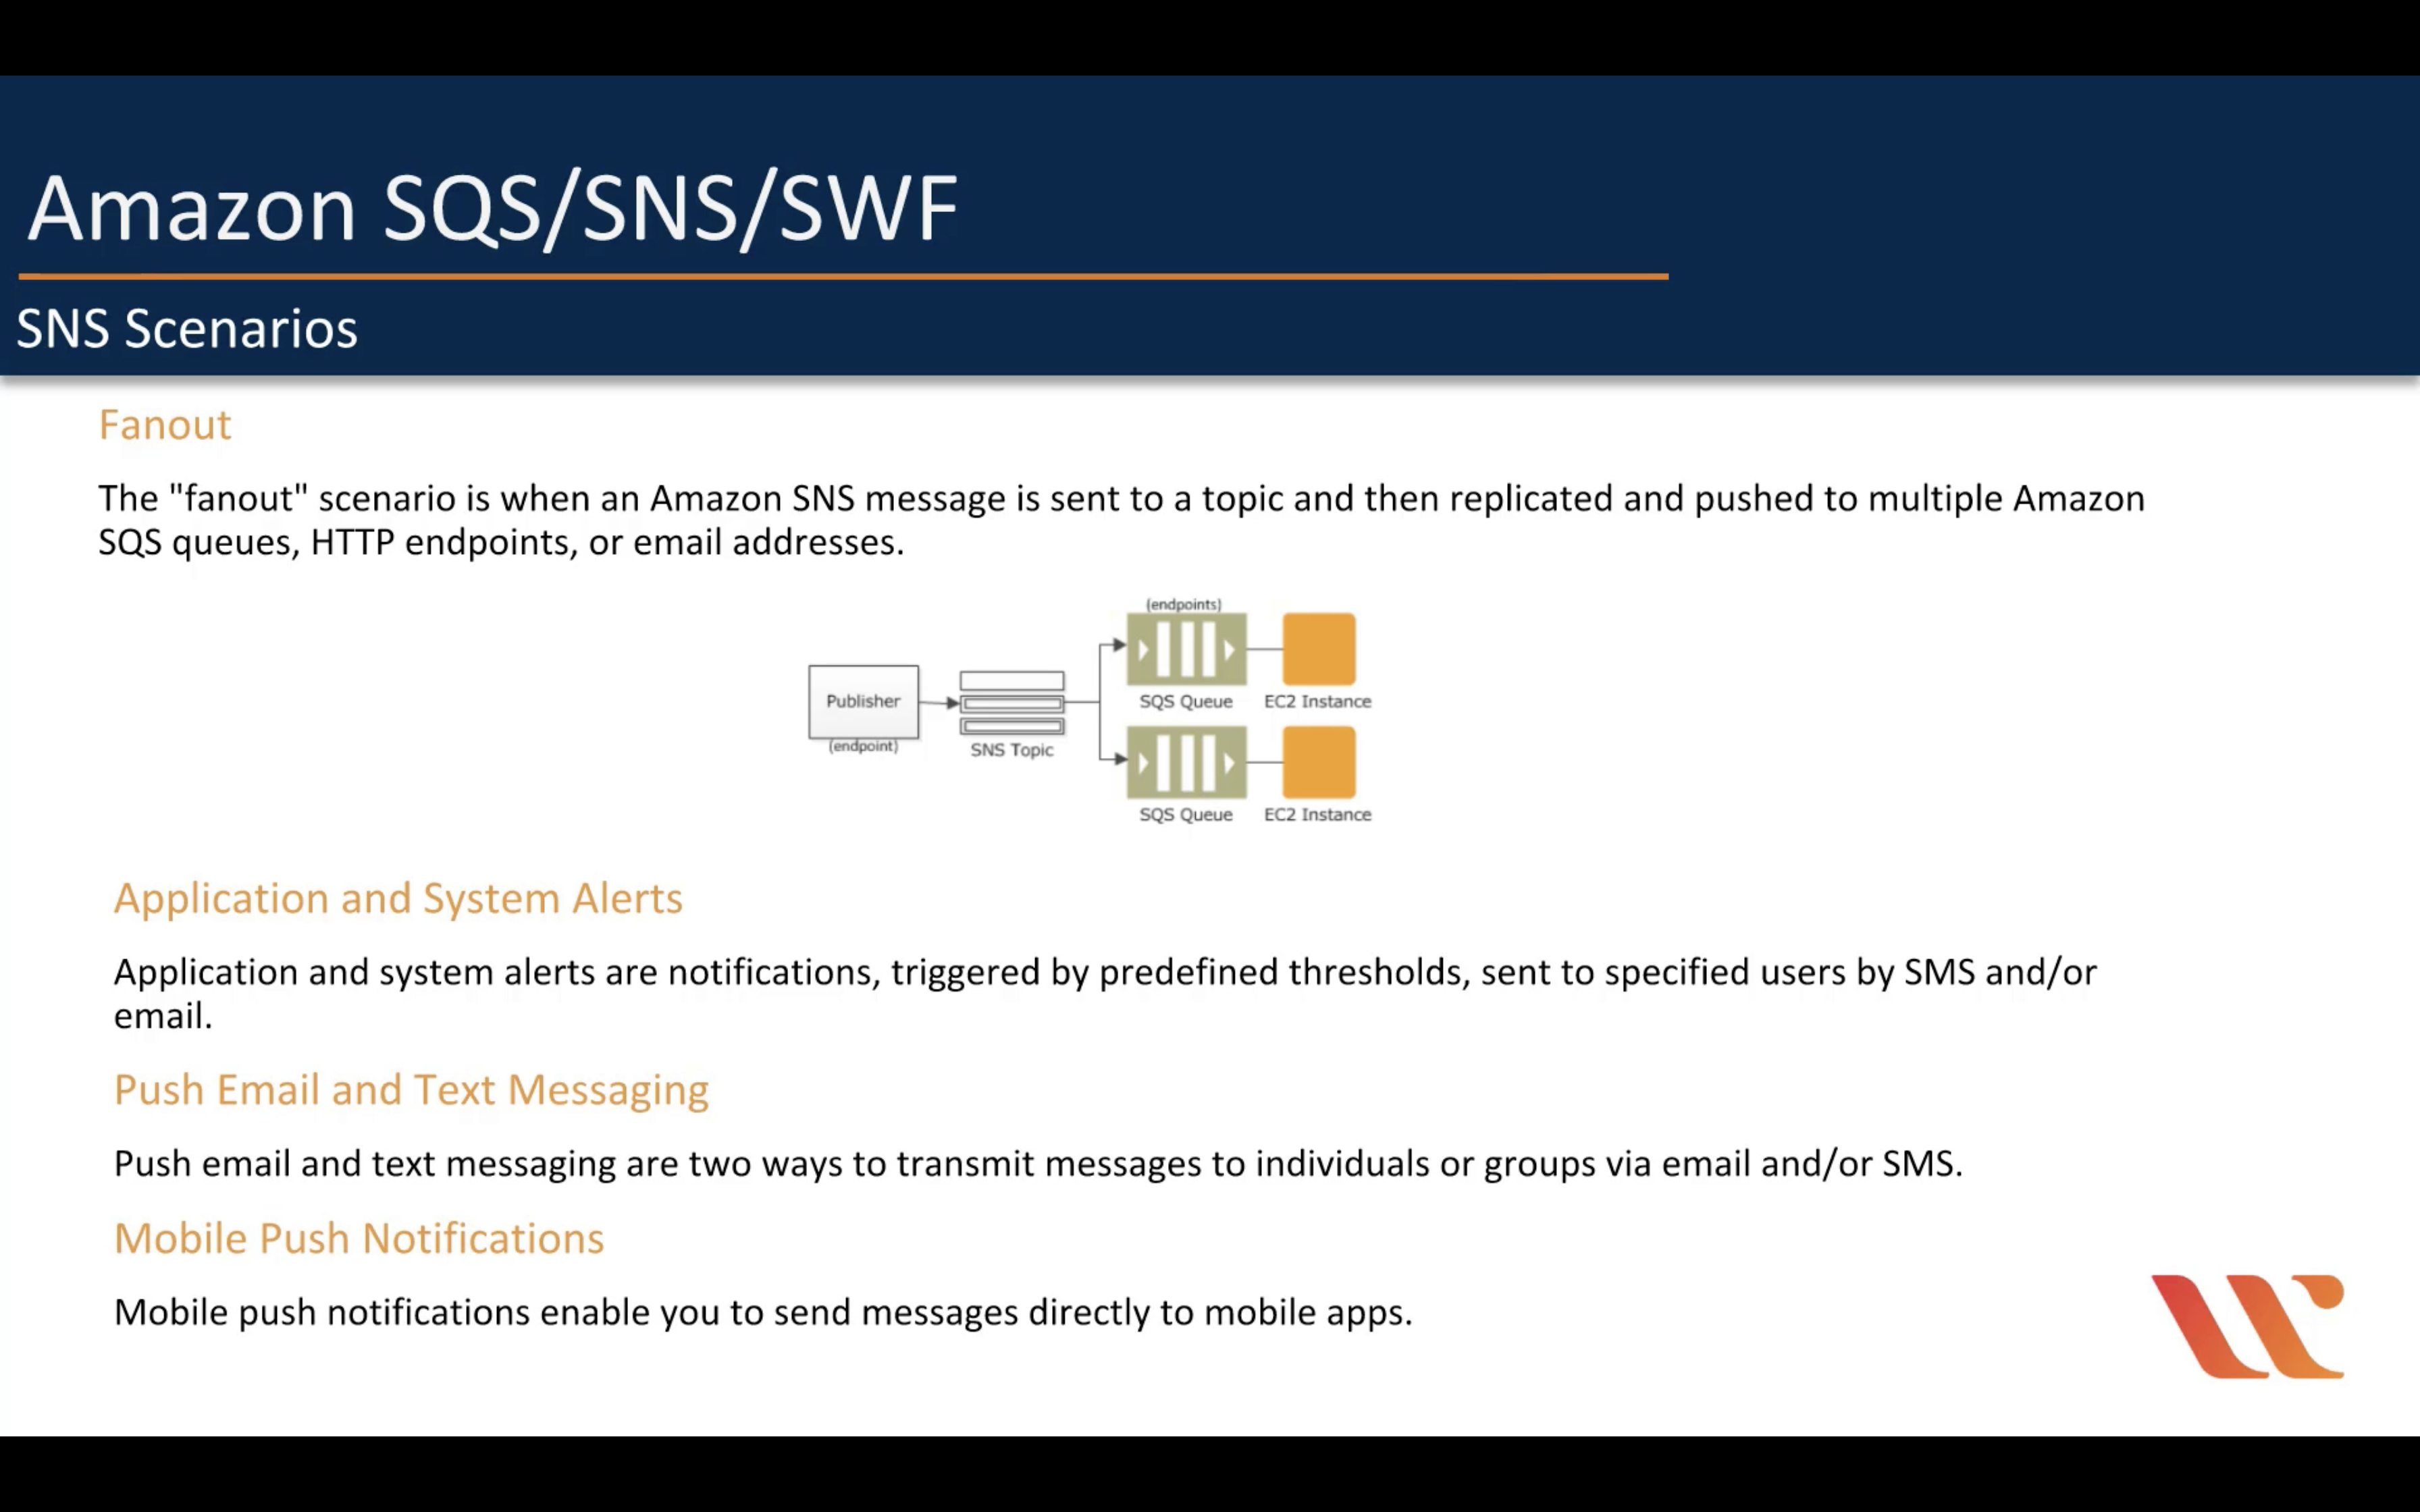 Amazon SQS/SNS/SWF
SNS Scenarios
Fanout
The "fanout" scenario is when an Amazon SNS message is sent to a topic and then replicated and pushed to multiple Amazon
SQS queues, HTTP endpoints, or email addresses.
(endpoints)
Publisher
(endpoint)
SNS Topic
SQS Queue
EC2 Instance
SQS Queue
EC2 Instance
Application and System Alerts
Application and system alerts are notifications, triggered by predefined thresholds, sent to specified users by SMS and/or
email.
Push Email and Text Messaging
Push email and text messaging are two ways to transmit messages to individuals or groups via email and/or SMS.
Mobile Push Notifications
Mobile push notifications enable you to send messages directly to mobile apps.